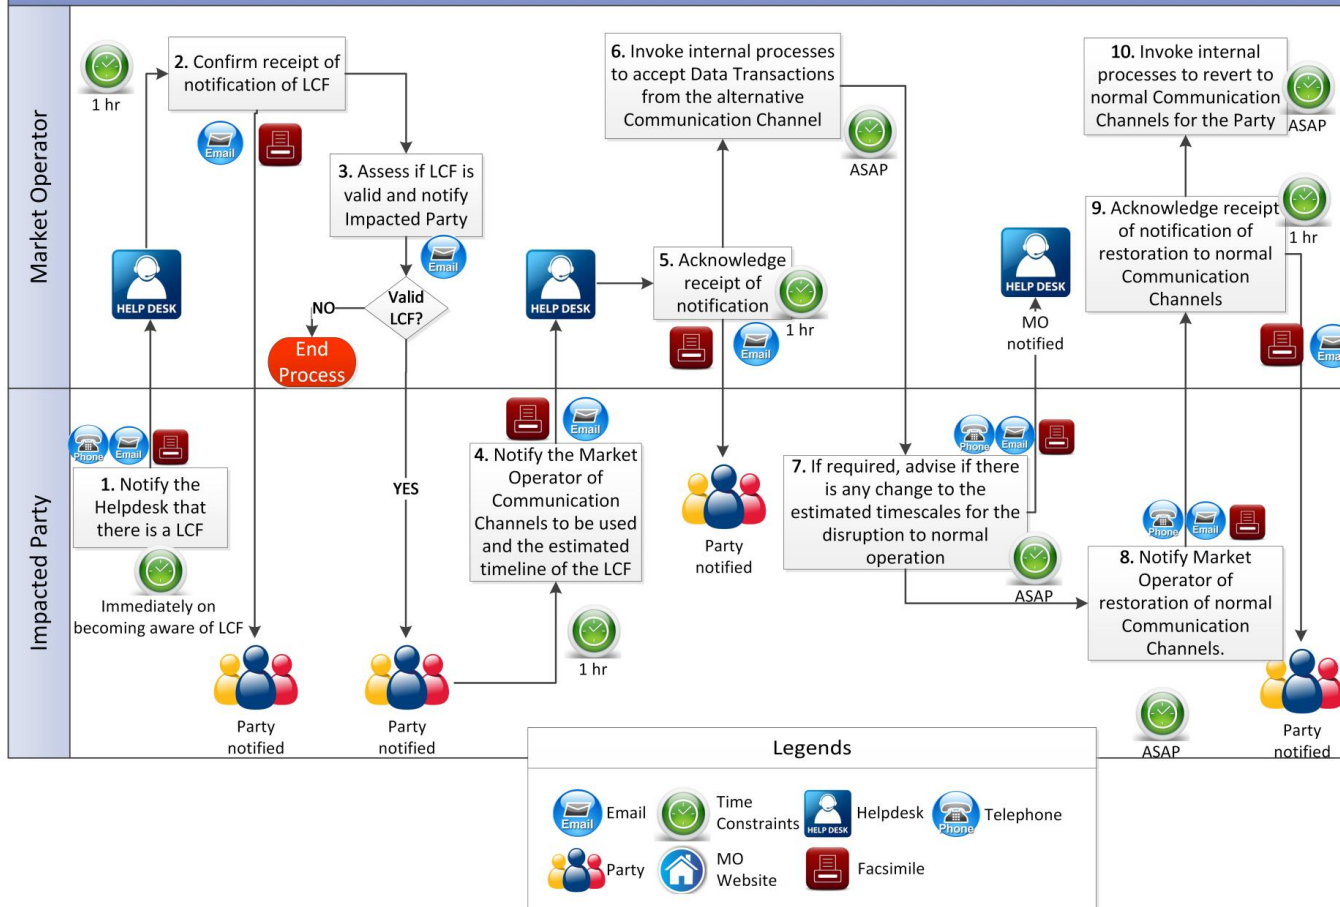 Market Operator
1 hr
2. Confirm receipt of
notification of LCF
Email
3. Assess if LCF is
valid and notify
Impacted Party
Email
HELP DESK
Valid
LCF?
NO
End
Process
6. Invoke internal processes
to accept Data Transactions
from the alternative
Communication Channel
ASAP
HELP DESK
5. Acknowledge
receipt of
notification
1 hr
Email
HELP DESK
MO
notified
10. Invoke internal
processes to revert to
normal Communication
Channels for the Party
ASAP
9. Acknowledge receipt
of notification of
restoration to normal
Communication
Channels
1 hr
Ema
Impacted Party
Phone
Email
1. Notify the
Helpdesk that
there is a LCF
Immediately on
becoming aware of LCF
Party
notified
YES
Party
notified
Email
4. Notify the Market
Operator of
Communication
Channels to be used
and the estimated
timeline of the LCF
1 hr
Party
notified
Phone
Email
7. If required, advise if there
is any change to the
estimated timescales for the
disruption to normal
operation
ASAP
Phone
Email
8. Notify Market
Operator of
restoration of normal
Communication
Channels.
ASAP
Party
notified
Legends
Email
Email
Time
Constraints
HELP DESK
Helpdesk
Phone
Telephone
Party
MO
Website
Facsimile